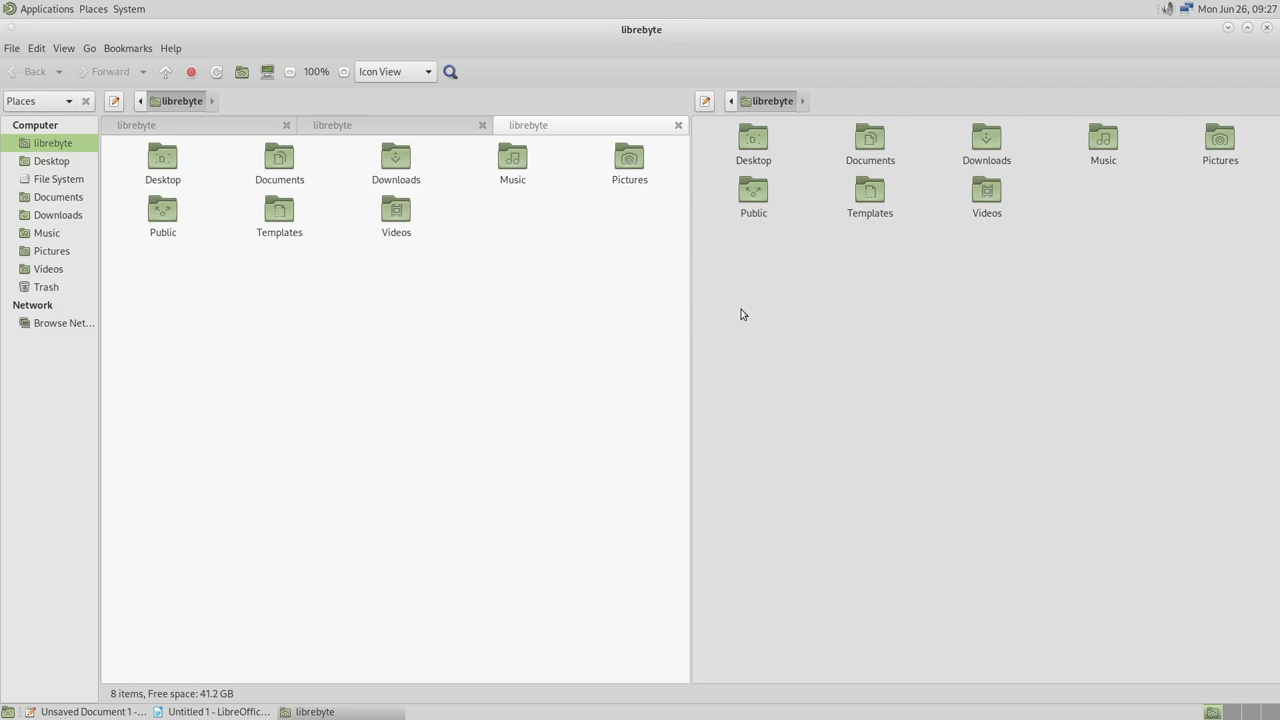 Applications Places System Mon Jun 26, 09:27
librebyte
File Edit View Go Bookmarks Help
Back Forward 100% Icon View
Places librebyte librebyte
Computer librebyte librebyte librebyte
librebyte
Desktop
File System
Documents
Downloads
Music
Pictures
Videos
Trash
Network
Browse Net...
Desktop Documents Downloads Music Pictures
Public Templates Videos
Desktop Documents Downloads Music Pictures
Public Templates Videos
8 items, Free space: 41.2 GB
Unsaved Document 1 -... Untitled 1 - LibreOffic... librebyte